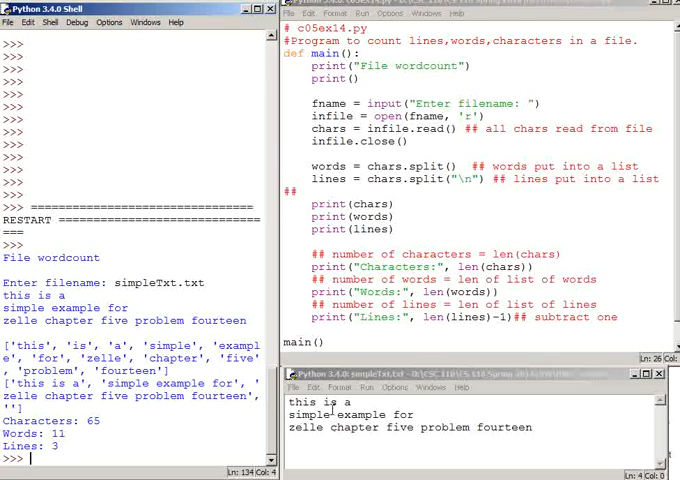 Python 3.4.0 Shell
File Edit Shell Debug Options Windows Help
>>>
>>>
>>>
>>>
>>>
>>>
>>>
>>>
>>>
>>>
>>>
>>>
>>>
>>> ================================
RESTART =============================
===
>>>
File wordcount
Enter filename: simpleTxt.txt
this is a
simple example for
zelle chapter five problem fourteen
['this', 'is', 'a', 'simple', 'exampl
e', 'for', 'zelle', 'chapter', 'five'
, 'problem', 'fourteen']
['this is a', 'simple example for', '
zelle chapter five problem fourteen',
'']
Characters: 65
Words: 11
Lines: 3
>>>
Ln: 134 Col: 4
File Edit Format Run Options Windows Help
# c05ex14.py
#Program to count lines,words,characters in a file.
def main():
print("File wordcount")
print()
fname = input("Enter filename: ")
infile = open(fname, 'r')
chars = infile.read() ## all chars read from file
infile.close()
words = chars.split() ## words put into a list
lines = chars.split("\n") ## lines put into a list
##
print(chars)
print(words)
print(lines)
## number of characters = len(chars)
print("Characters:", len(chars))
## number of words = len of list of words
print("Words:", len(words))
## number of lines = len of list of lines
print("Lines:", len(lines)-1)## subtract one
main()
Ln: 26 Col: 0
Python 3.4.0: simpleTxt.txt
File Edit Format Run Options Windows Help
this is a
simple example for
zelle chapter five problem fourteen
Ln: 4 Col: 0